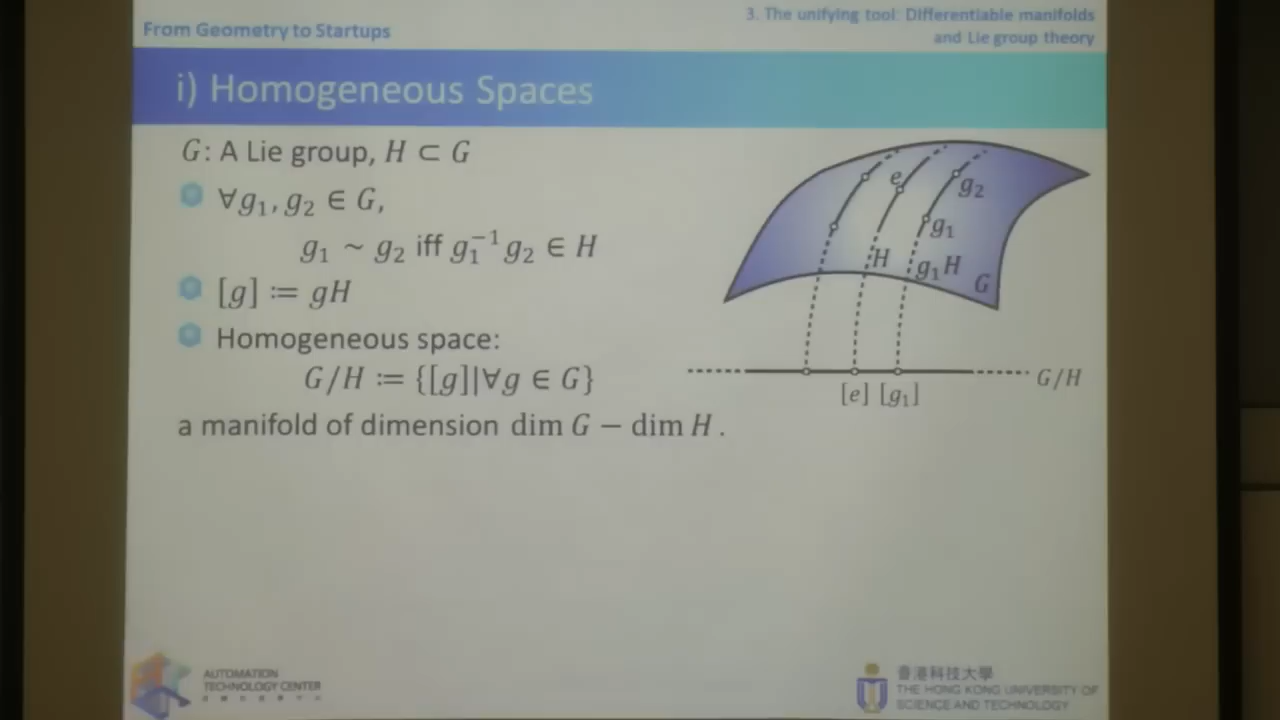 From Geometry to Startups
3. The unifying tool: Differentiable manifolds
and Lie group theory
i) Homogeneous Spaces
G: A Lie group, H ⊂ G
∀g₁, g₂ ∈ G,
g₁ ~ g₂ iff g₁⁻¹g₂ ∈ H
[g] ≔ gH
Homogeneous space:
G/H ≔ {[g]|∀g ∈ G}
a manifold of dimension dim G − dim H .
e
g₂
g₁
H
g₁H
G
G/H
[e] [g₁]
AUTOMATION
TECHNOLOGY CENTER
香港科技大學
THE HONG KONG UNIVERSITY OF
SCIENCE AND TECHNOLOGY